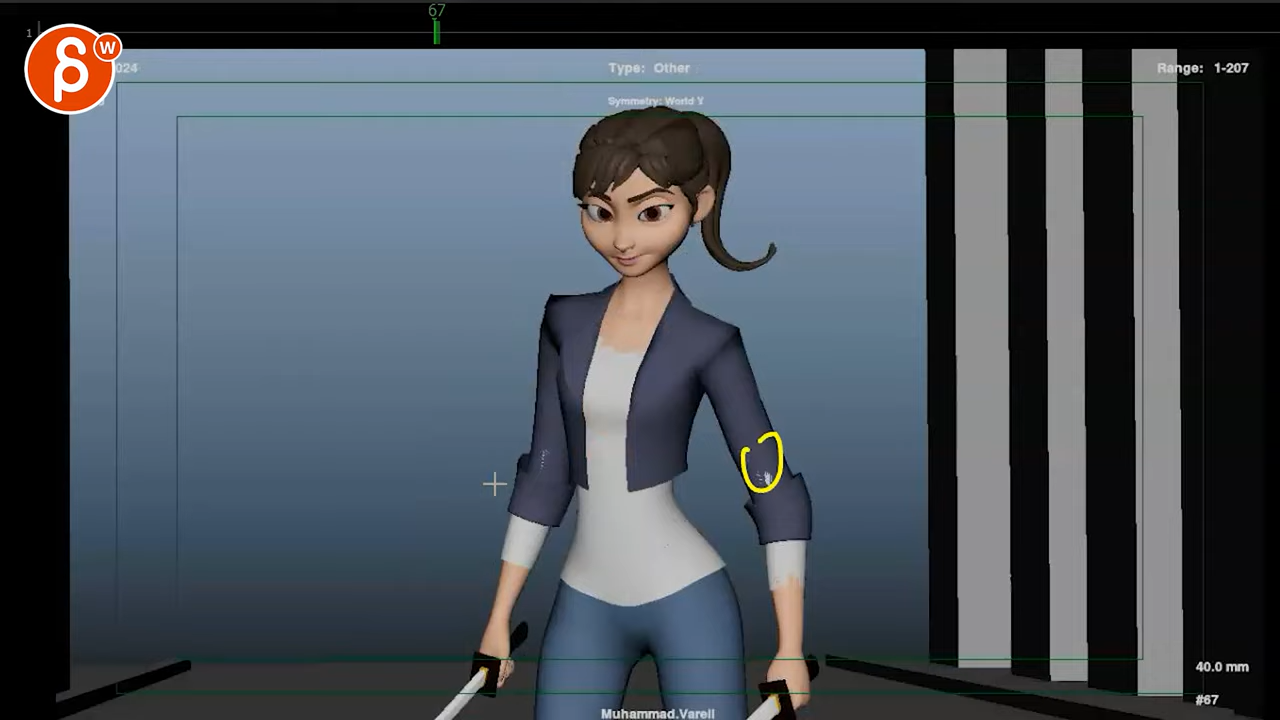 67
1
024
Type: Other
Range: 1-207
Symmetry: World Y
40.0 mm
#67
Muhammad.Varell
W